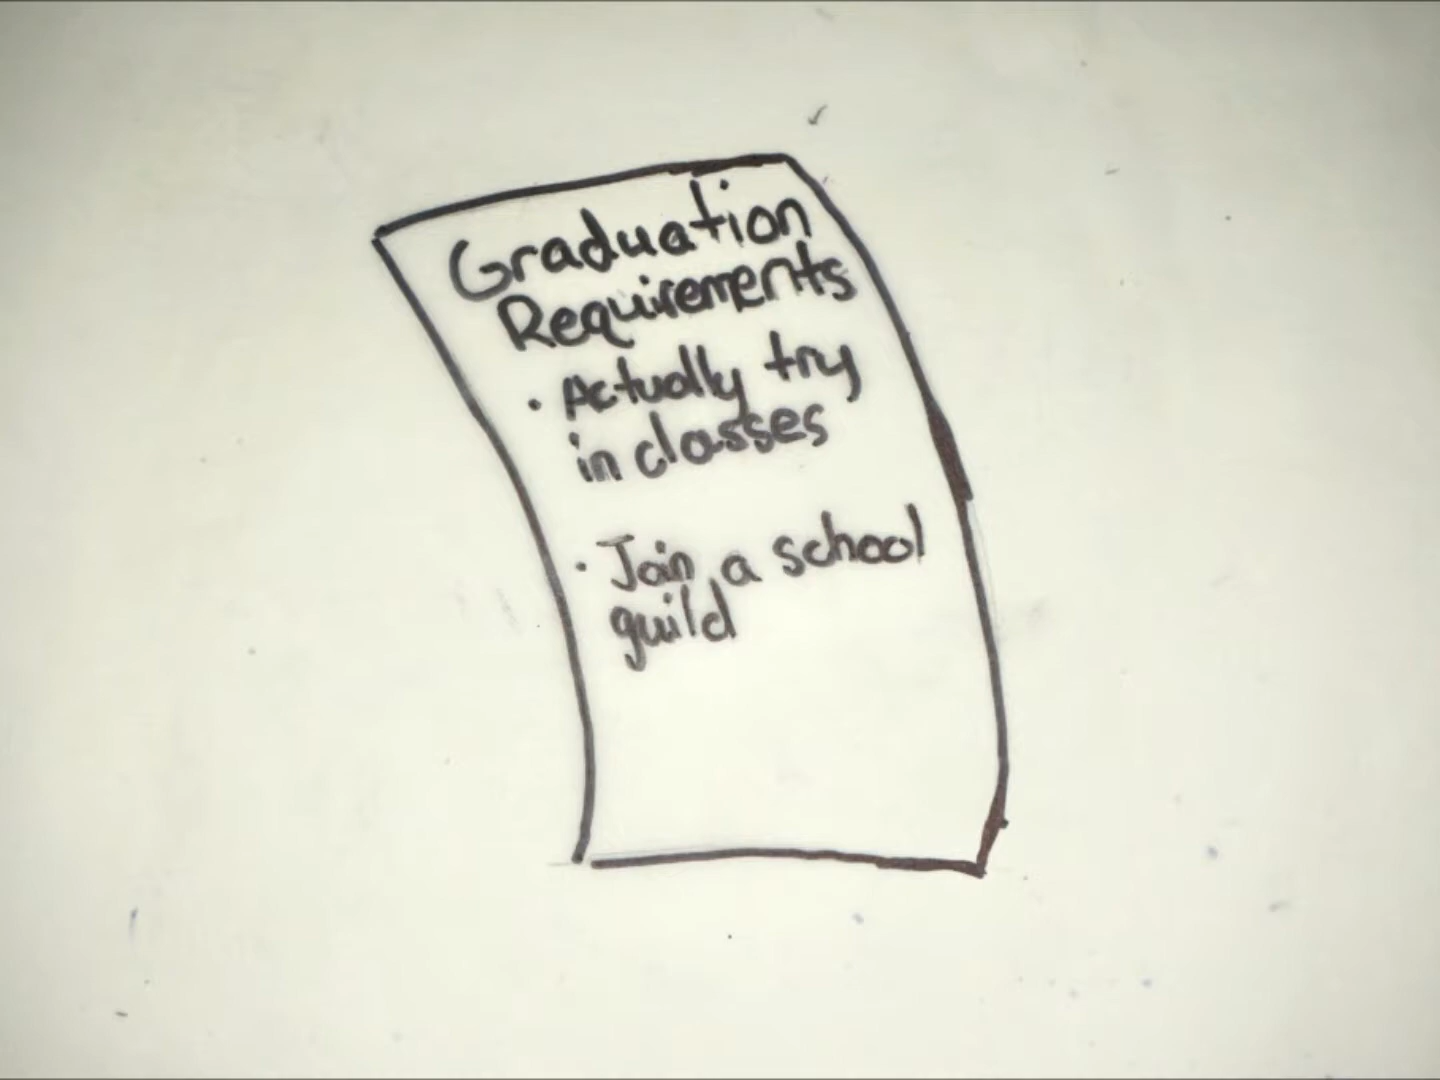 Graduation
Requirements
· Actually try
in classes
· Join a school
guild